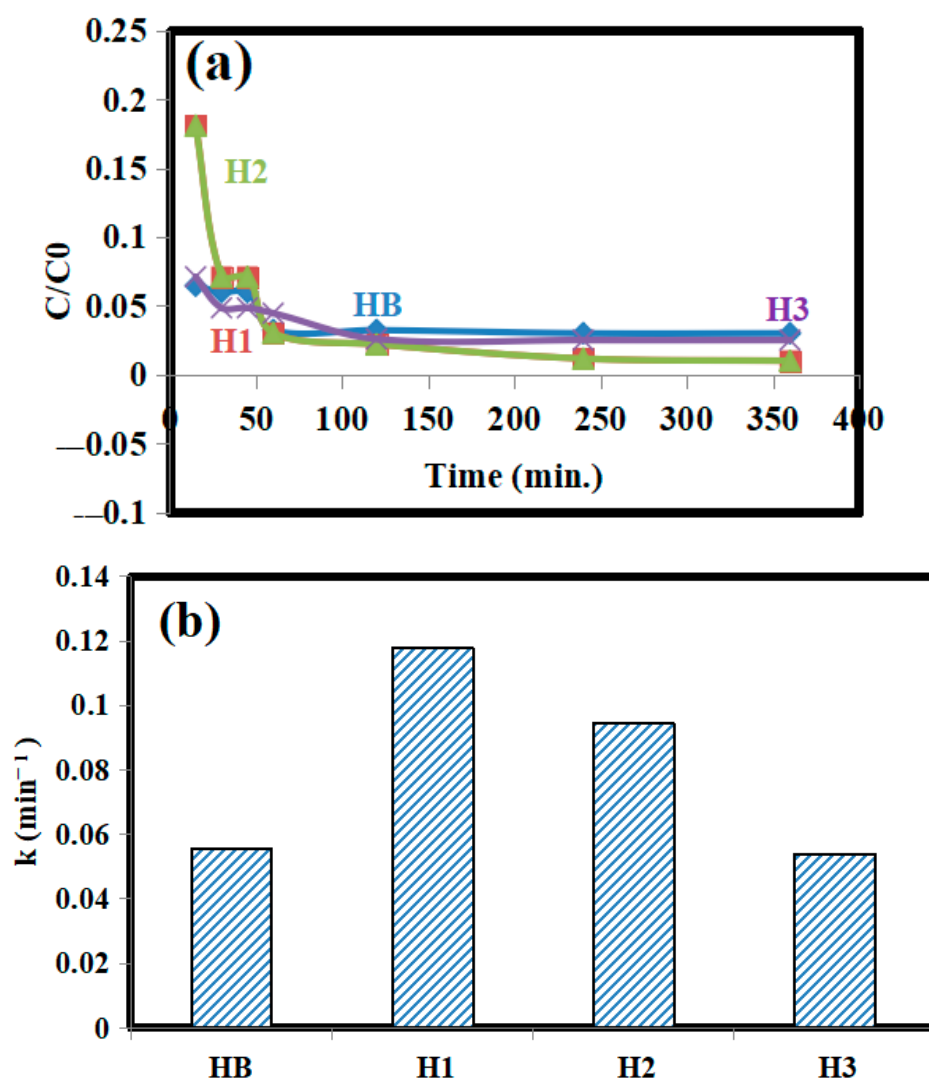 0.25
(a)
0.2
0.15
H2
0.1
C/C0
0.05
HB
H3
H1
0
0 50 100 150 200 250 300 350 400
—0.05
Time (min.)
—0.1
0.14
(b)
0.12
0.1
0.08
k (min⁻¹)
0.06
0.04
0.02
0
HB H1 H2 H3